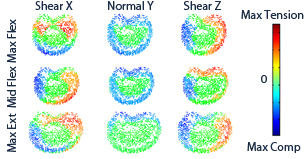 Shear X Normal Y Shear Z
Max Tension
Max Flex
Mid Flex
0
Max Ext
Max Comp